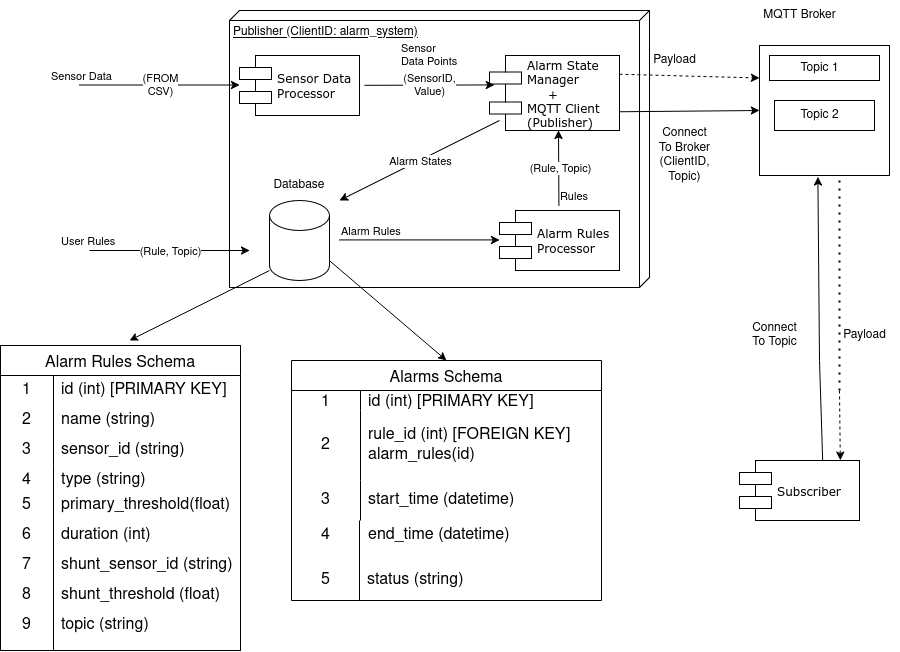 MQTT Broker
Publisher (ClientID: alarm_system)
Sensor
Data Points
(SensorID,
Value)
Sensor Data
(FROM
CSV)
Sensor Data
Processor
Alarm State
Manager
+
MQTT Client
(Publisher)
Payload
Topic 1
Topic 2
Connect
To Broker
(ClientID,
Topic)
Alarm States
(Rule, Topic)
Rules
Database
User Rules
(Rule, Topic)
Alarm Rules
Alarm Rules
Processor
Connect
To Topic
Payload
Subscriber
Alarm Rules Schema
1 id (int) [PRIMARY KEY]
2 name (string)
3 sensor_id (string)
4 type (string)
5 primary_threshold(float)
6 duration (int)
7 shunt_sensor_id (string)
8 shunt_threshold (float)
9 topic (string)
Alarms Schema
1 id (int) [PRIMARY KEY]
2 rule_id (int) [FOREIGN KEY]
alarm_rules(id)
3 start_time (datetime)
4 end_time (datetime)
5 status (string)